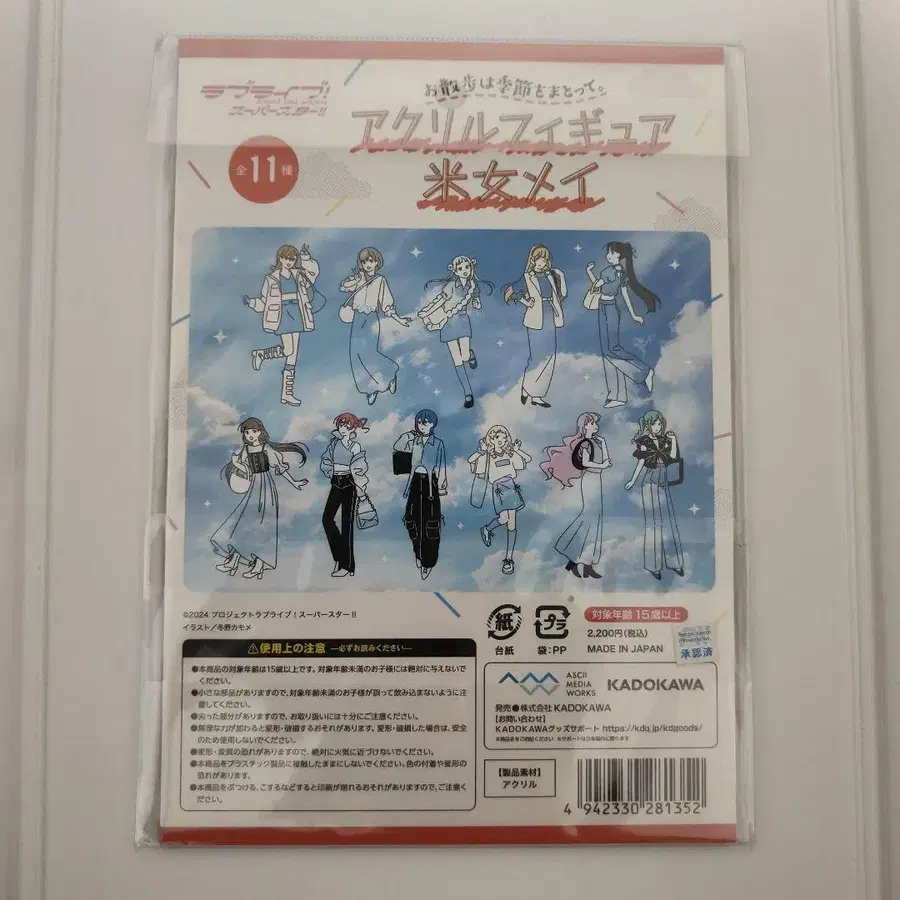 ラブライブ!
スーパースター!!
お散歩は季節をまとって。
アクリルフィギュア
米女メイ
全11種
©2024 プロジェクトラブライブ!スーパースター!!
イラスト/冬野カモメ
紙
台紙
プラ
袋:PP
対象年齢15歳以上
2,200円(税込)
MADE IN JAPAN
承認済
使用上の注意 ―必ずお読みください―
●本商品の対象年齢は15歳以上です。対象年齢未満のお子様には絶対に与えないでください。
●小さな部品がありますので、対象年齢未満のお子様が誤って飲み込まないように注意してください。
●尖った部分がありますので、お取り扱いには十分にご注意ください。
●無理な力が加わると変形・破損するおそれがあります。変形・破損した場合は、安全のため使用しないでください。
●変形・変質の恐れがありますので、絶対に火気に近づけないでください。
●本商品をプラスチック製品に接触したままにしないでください。色の付着や変形の恐れがあります。
●本商品をぶつける、こするなどすると印刷が削れるおそれがありますので、ご注意ください。
ASCII
MEDIA
WORKS
KADOKAWA
発売●株式会社KADOKAWA
【お問い合わせ】
KADOKAWAグッズサポート https://kdq.jp/kdgoods/
【製品素材】
アクリル
4 942330 281352